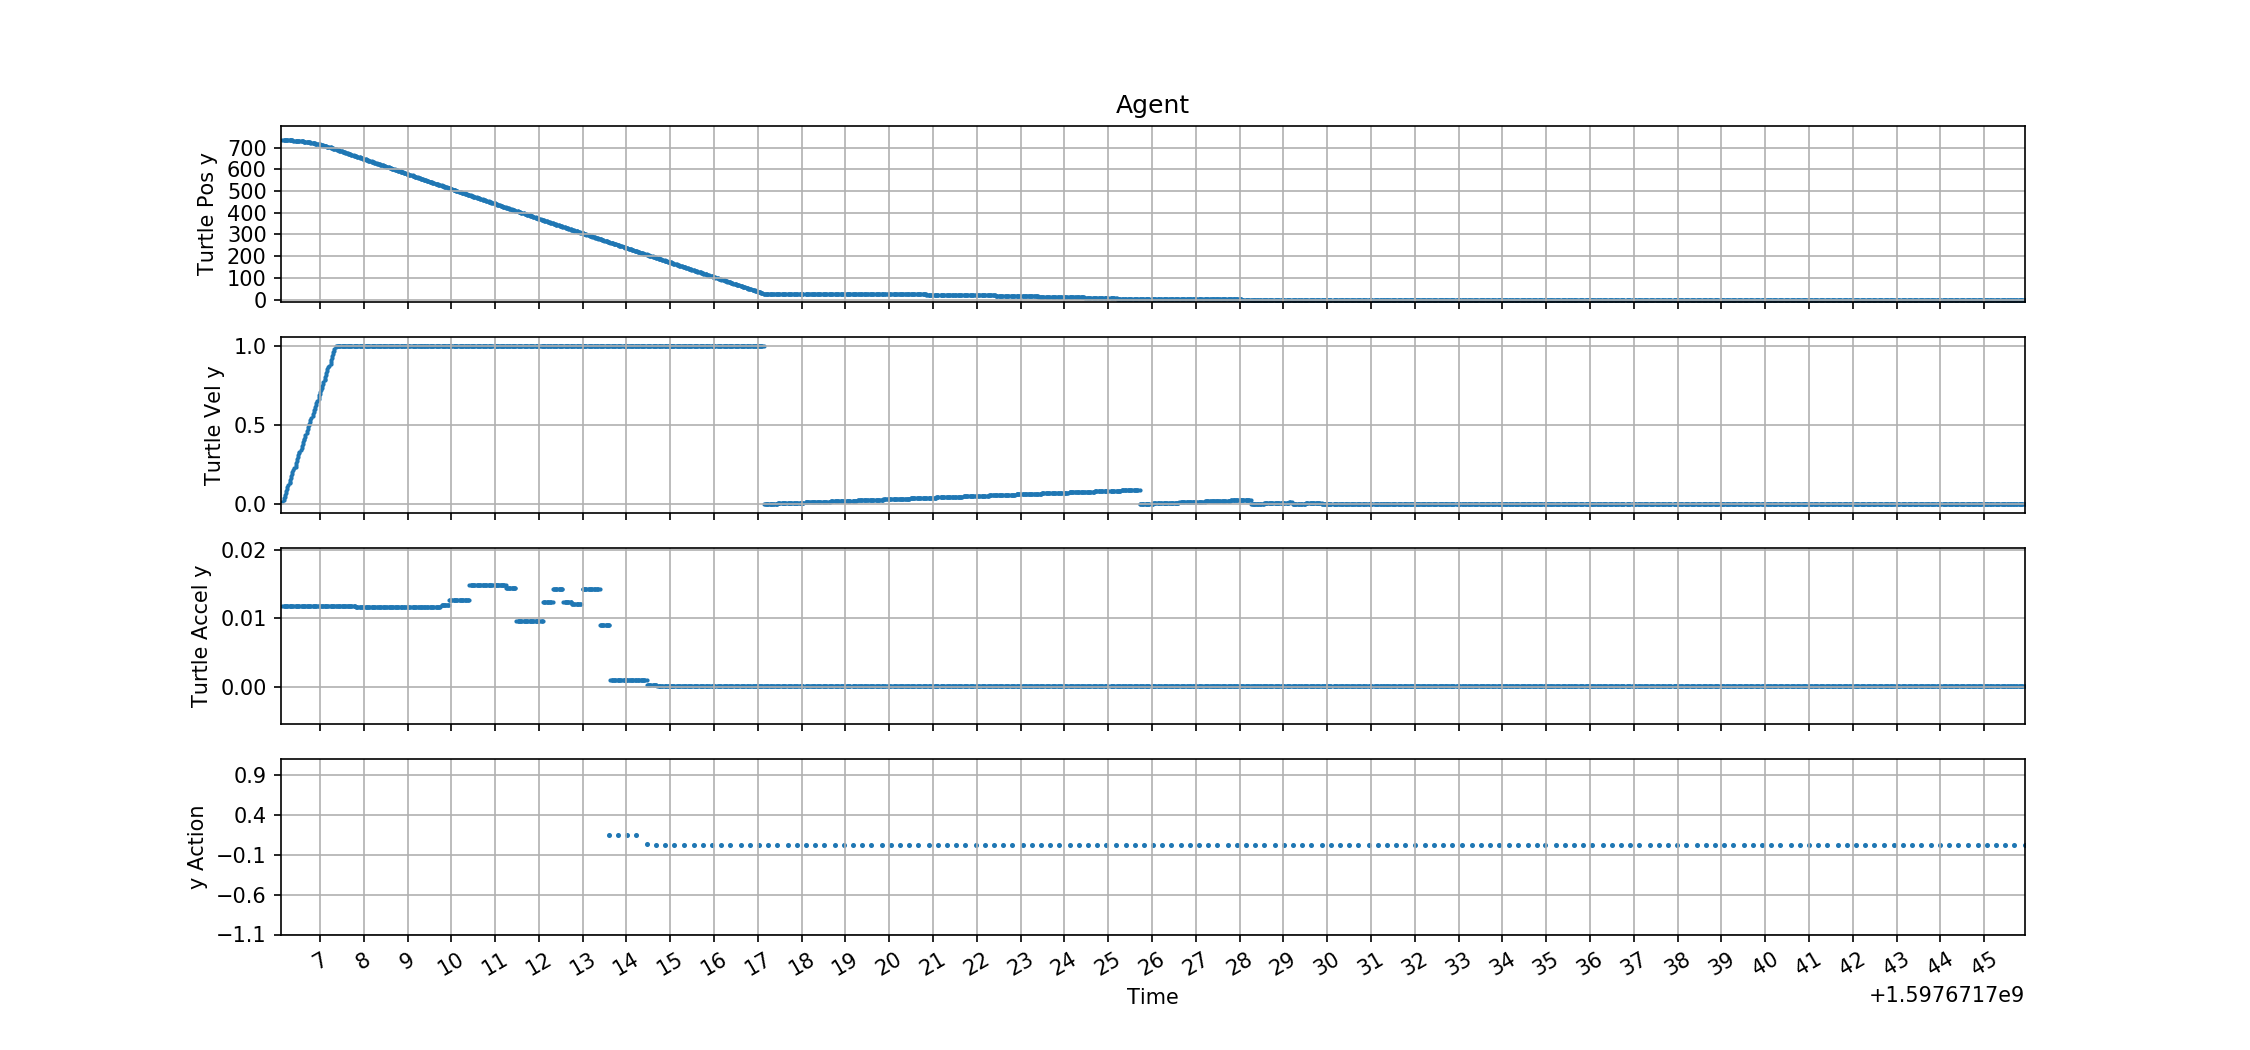 Agent
Turtle Pos y
700
600
500
400
300
200
100
0
Turtle Vel y
1.0
0.5
0.0
Turtle Accel y
0.02
0.01
0.00
y Action
0.9
0.4
−0.1
−0.6
−1.1
7 8 9 10 11 12 13 14 15 16 17 18 19 20 21 22 23 24 25 26 27 28 29 30 31 32 33 34 35 36 37 38 39 40 41 42 43 44 45
Time
+1.5976717e9